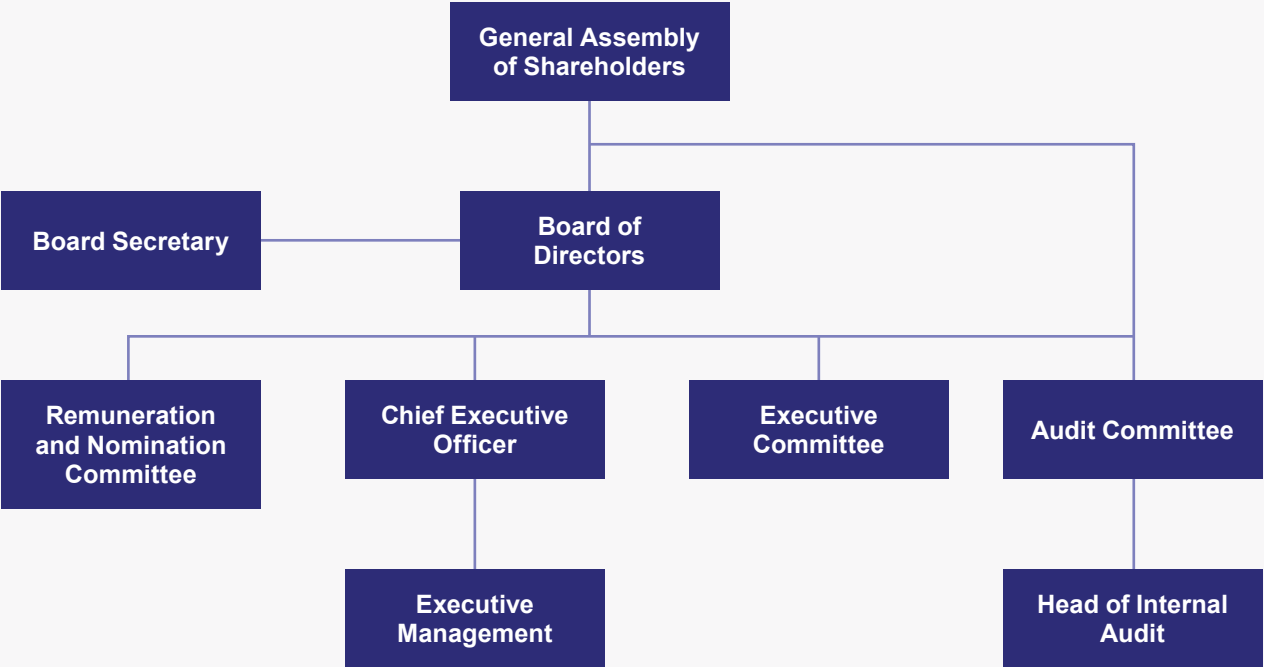 General Assembly
of Shareholders
Board Secretary
Board of
Directors
Remuneration
and Nomination
Committee
Chief Executive
Officer
Executive
Committee
Audit Committee
Executive
Management
Head of Internal
Audit